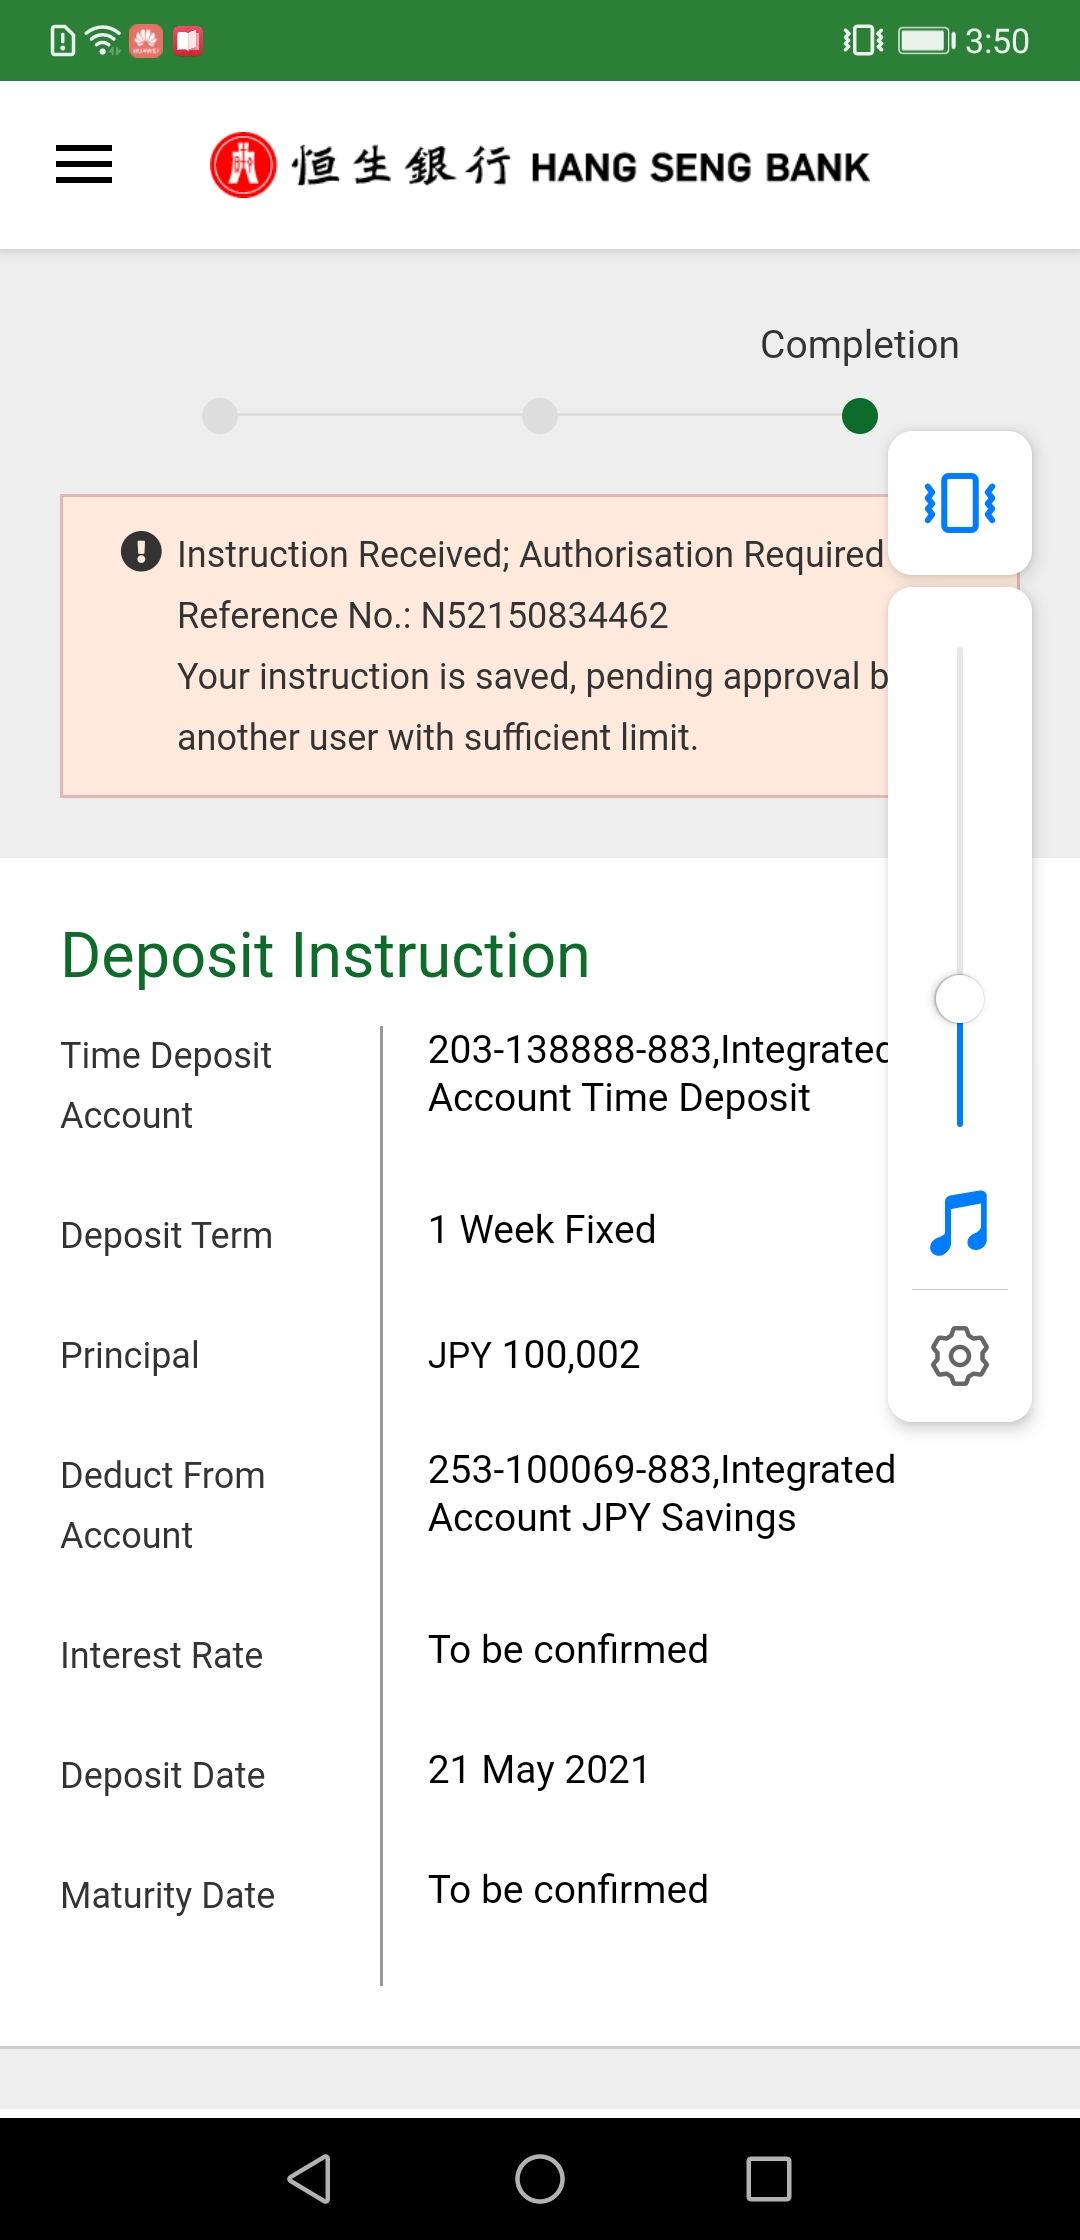 3:50
恒生銀行 HANG SENG BANK
Completion
Instruction Received; Authorisation Required
Reference No.: N52150834462
Your instruction is saved, pending approval
another user with sufficient limit.
Deposit Instruction
Time Deposit
Account
203-138888-883,Integrated
Account Time Deposit
Deposit Term
1 Week Fixed
Principal
JPY 100,002
Deduct From
Account
253-100069-883,Integrated
Account JPY Savings
Interest Rate
To be confirmed
Deposit Date
21 May 2021
Maturity Date
To be confirmed